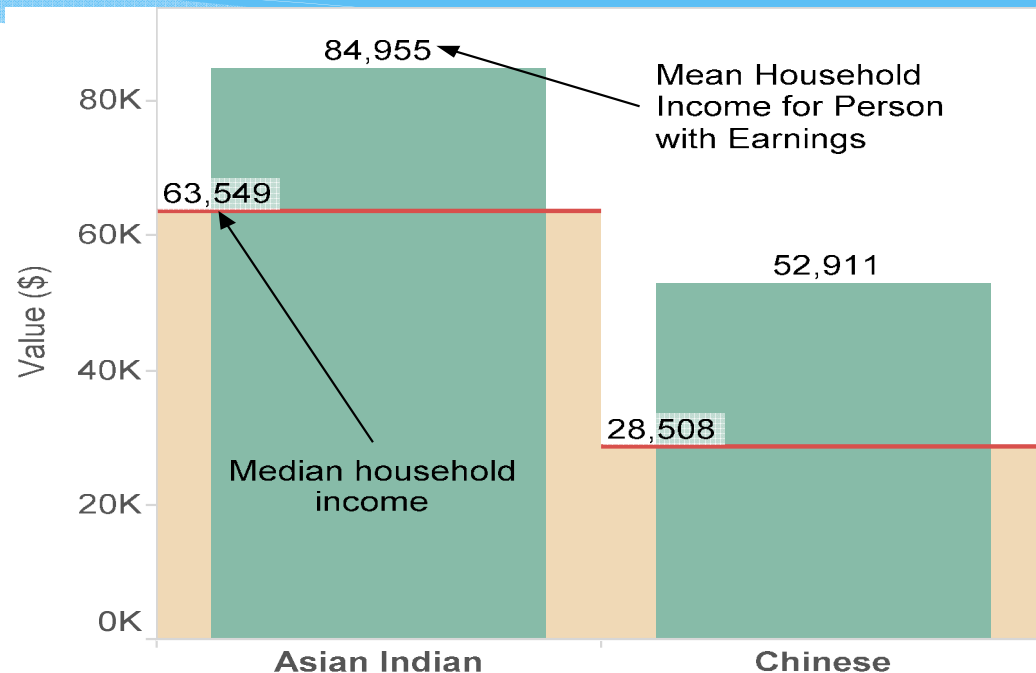 84,955
Mean Household
Income for Person
with Earnings
80K
63,549
60K
52,911
Value ($)
40K
28,508
Median household
income
20K
0K
Asian Indian
Chinese